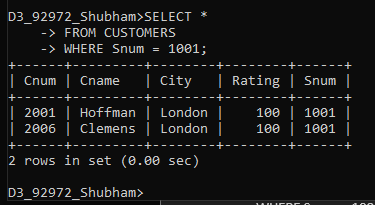 D3_92972_Shubham>SELECT *
    -> FROM CUSTOMERS
    -> WHERE Snum = 1001;
+------+---------+--------+--------+------+
| Cnum | Cname   | City   | Rating | Snum |
+------+---------+--------+--------+------+
| 2001 | Hoffman | London |    100 | 1001 |
| 2006 | Clemens | London |    100 | 1001 |
+------+---------+--------+--------+------+
2 rows in set (0.00 sec)

D3_92972_Shubham>